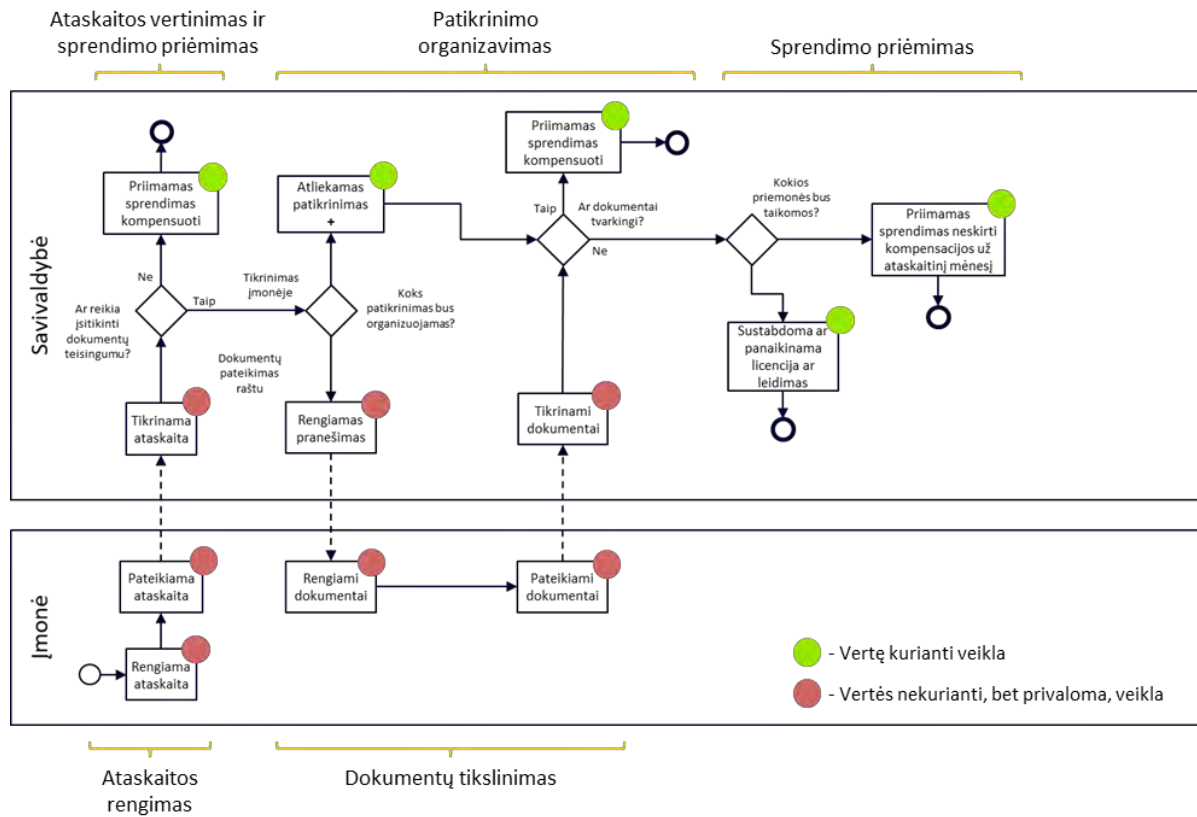 Ataskaitos vertinimas ir
sprendimo priėmimas
Patikrinimo
organizavimas
Sprendimo priėmimas
Savivaldybė
Priimamas
sprendimas
kompensuoti
Atliekamas
patikrinimas
+
Priimamas
sprendimas
kompensuoti
Taip
Ar dokumentai
tvarkingi?
Ne
Kokios
priemonės bus
taikomos?
Priimamas
sprendimas neskirti
kompensacijos už
ataskaitinį mėnesį
Ne
Ar reikia
įsitikinti
dokumentų
teisingumu?
Taip
Tikrinimas
įmonėje
Koks
patikrinimas bus
organizuojamas?
Dokumentų
pateikimas
raštu
Sustabdoma ar
panaikinama
licencija ar
leidimas
Tikrinama
ataskaita
Rengiamas
pranešimas
Tikrinami
dokumentai
Įmonė
Pateikiama
ataskaita
Rengiami
dokumentai
Pateikiami
dokumentai
Rengiama
ataskaita
- Vertę kurianti veikla
- Vertės nekurianti, bet privaloma, veikla
Ataskaitos
rengimas
Dokumentų tikslinimas